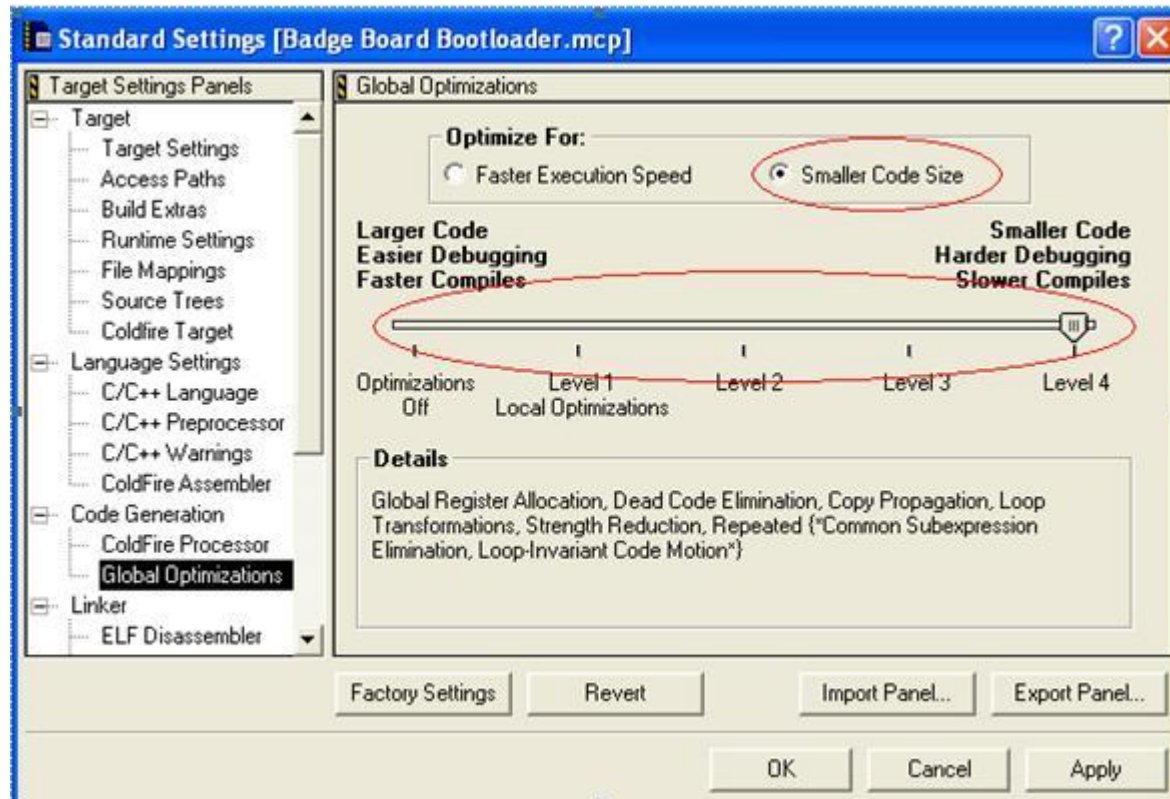 Standard Settings [Badge Board Bootloader.mcp]
Target Settings Panels
Target
Target Settings
Access Paths
Build Extras
Runtime Settings
File Mappings
Source Trees
Coldfire Target
Language Settings
C/C++ Language
C/C++ Preprocessor
C/C++ Warnings
ColdFire Assembler
Code Generation
ColdFire Processor
Global Optimizations
Linker
ELF Disassembler
Global Optimizations
Optimize For:
Faster Execution Speed
Smaller Code Size
Larger Code
Easier Debugging
Faster Compiles
Smaller Code
Harder Debugging
Slower Compiles
Optimizations
Off
Level 1
Local Optimizations
Level 2
Level 3
Level 4
Details
Global Register Allocation, Dead Code Elimination, Copy Propagation, Loop
Transformations, Strength Reduction, Repeated {*Common Subexpression
Elimination, Loop-Invariant Code Motion*}
Factory Settings
Revert
Import Panel...
Export Panel...
OK
Cancel
Apply